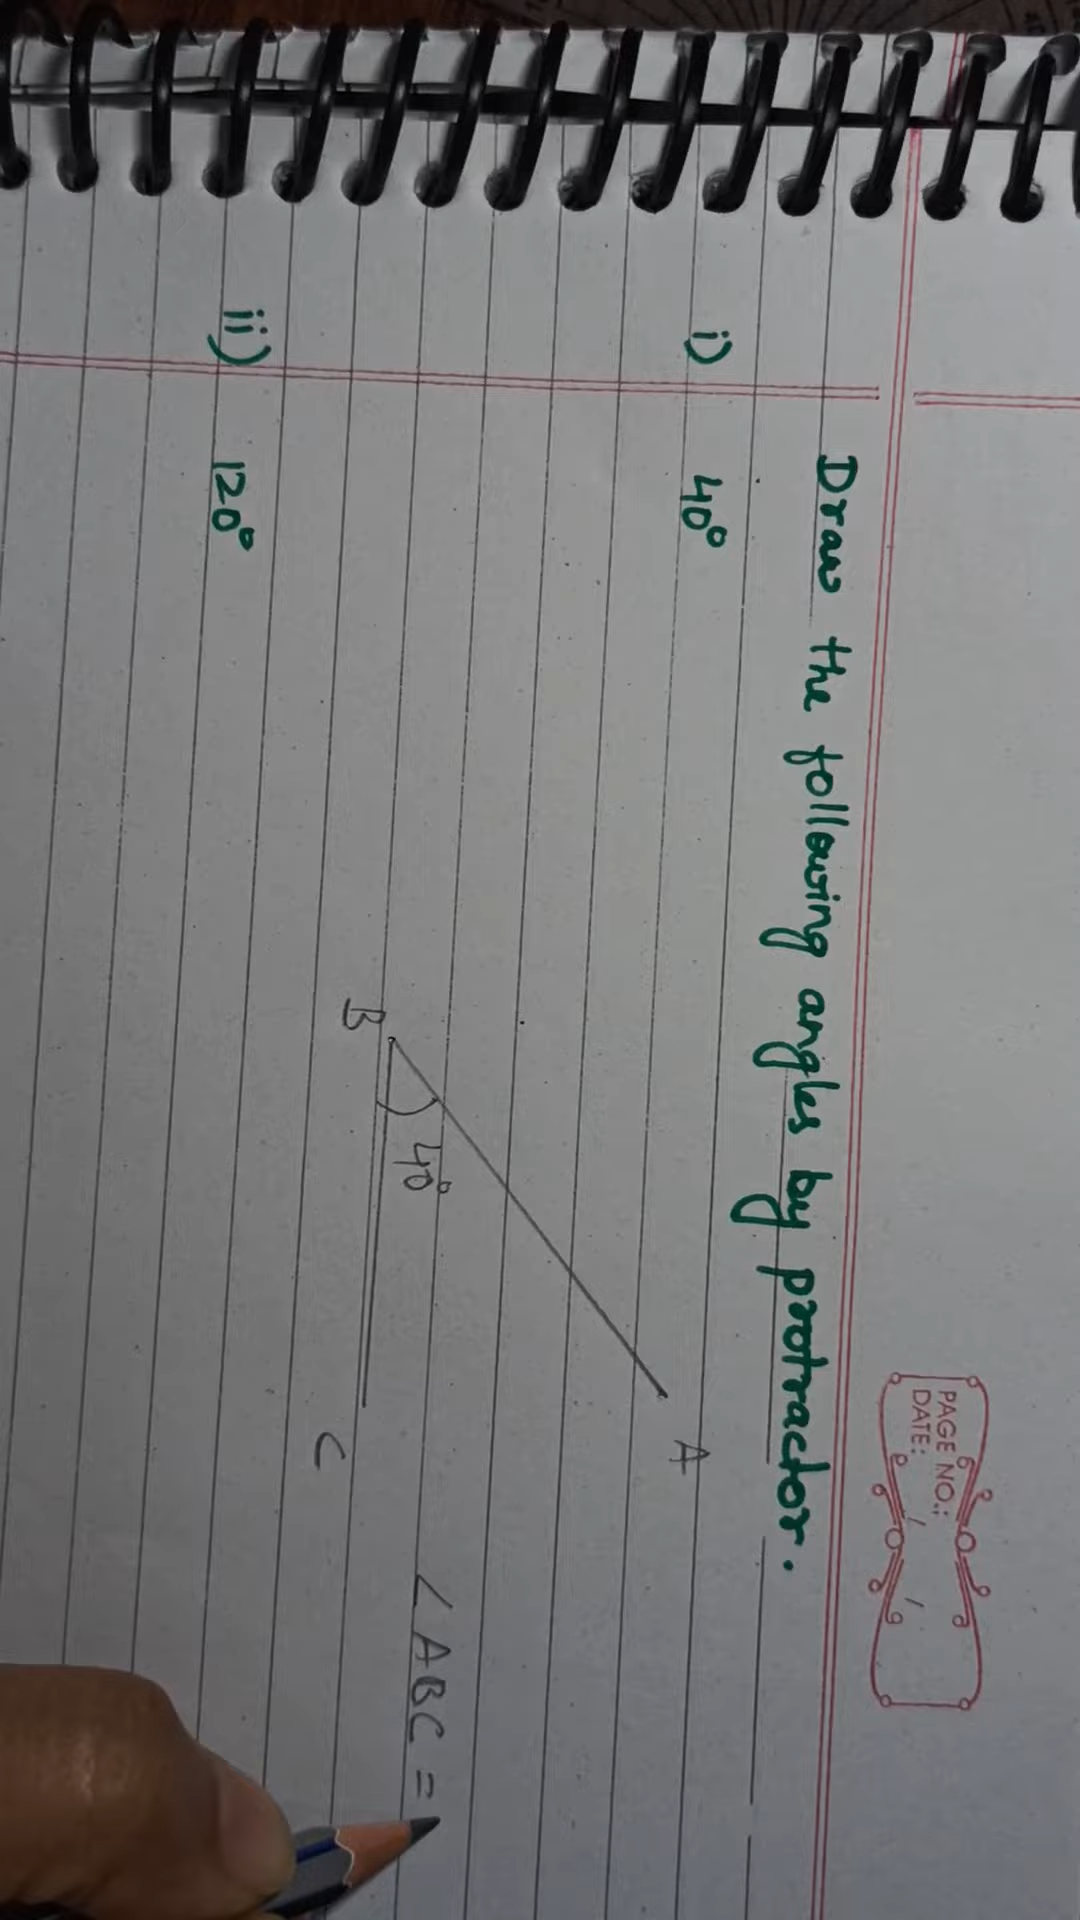 PAGE NO.:
DATE: / /
Draw the following angles by protractor.
i) 40°
A
40°
B
C
∠ABC =
ii) 120°